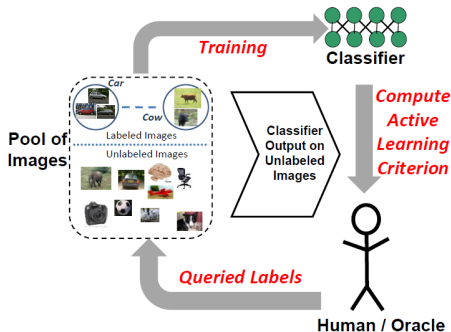 Training
Classifier
Car
Cow
Labeled Images
Unlabeled Images
Pool of
Images
Classifier
Output on
Unlabeled
Images
Compute
Active
Learning
Criterion
Queried Labels
Human / Oracle